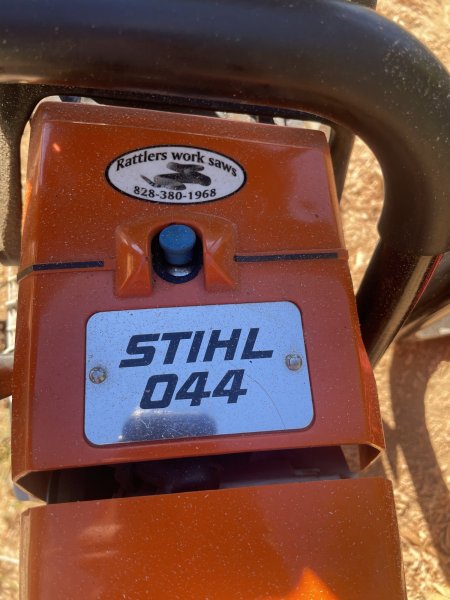 Rattlers work saws
828-380-1968
STIHL
044